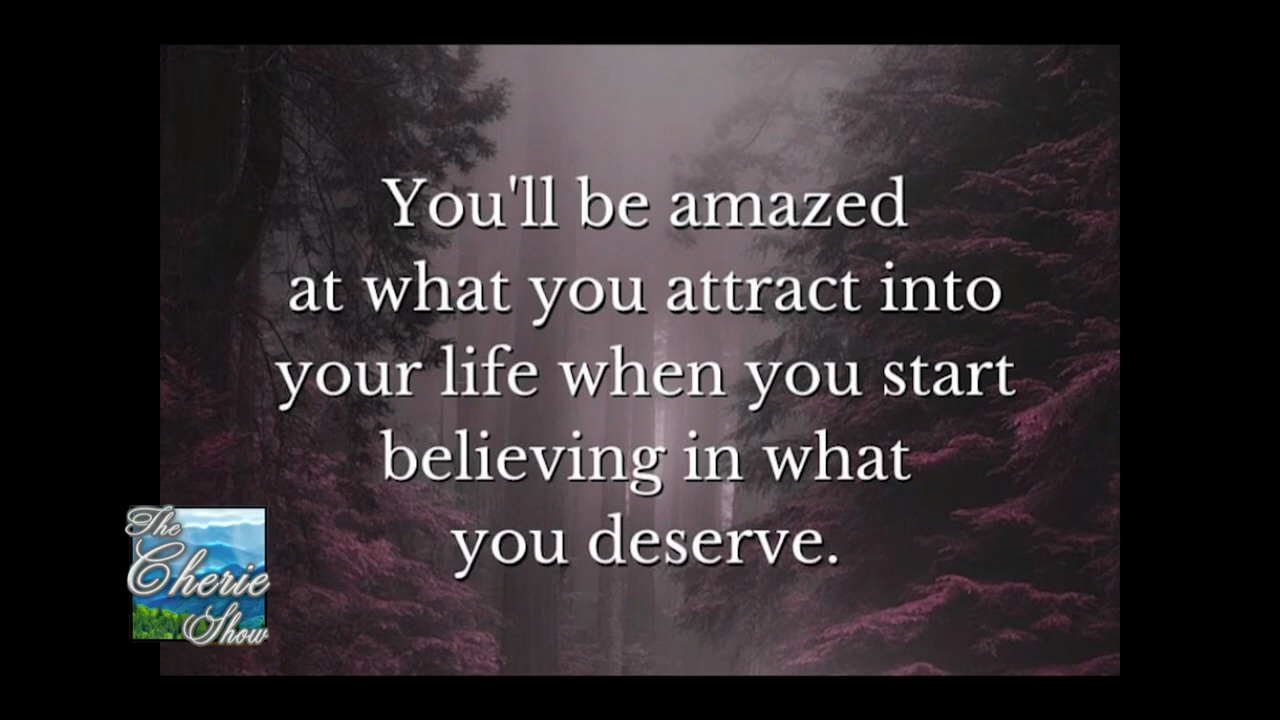 You'll be amazed
at what you attract into
your life when you start
believing in what
you deserve.
The
Cherie
Show